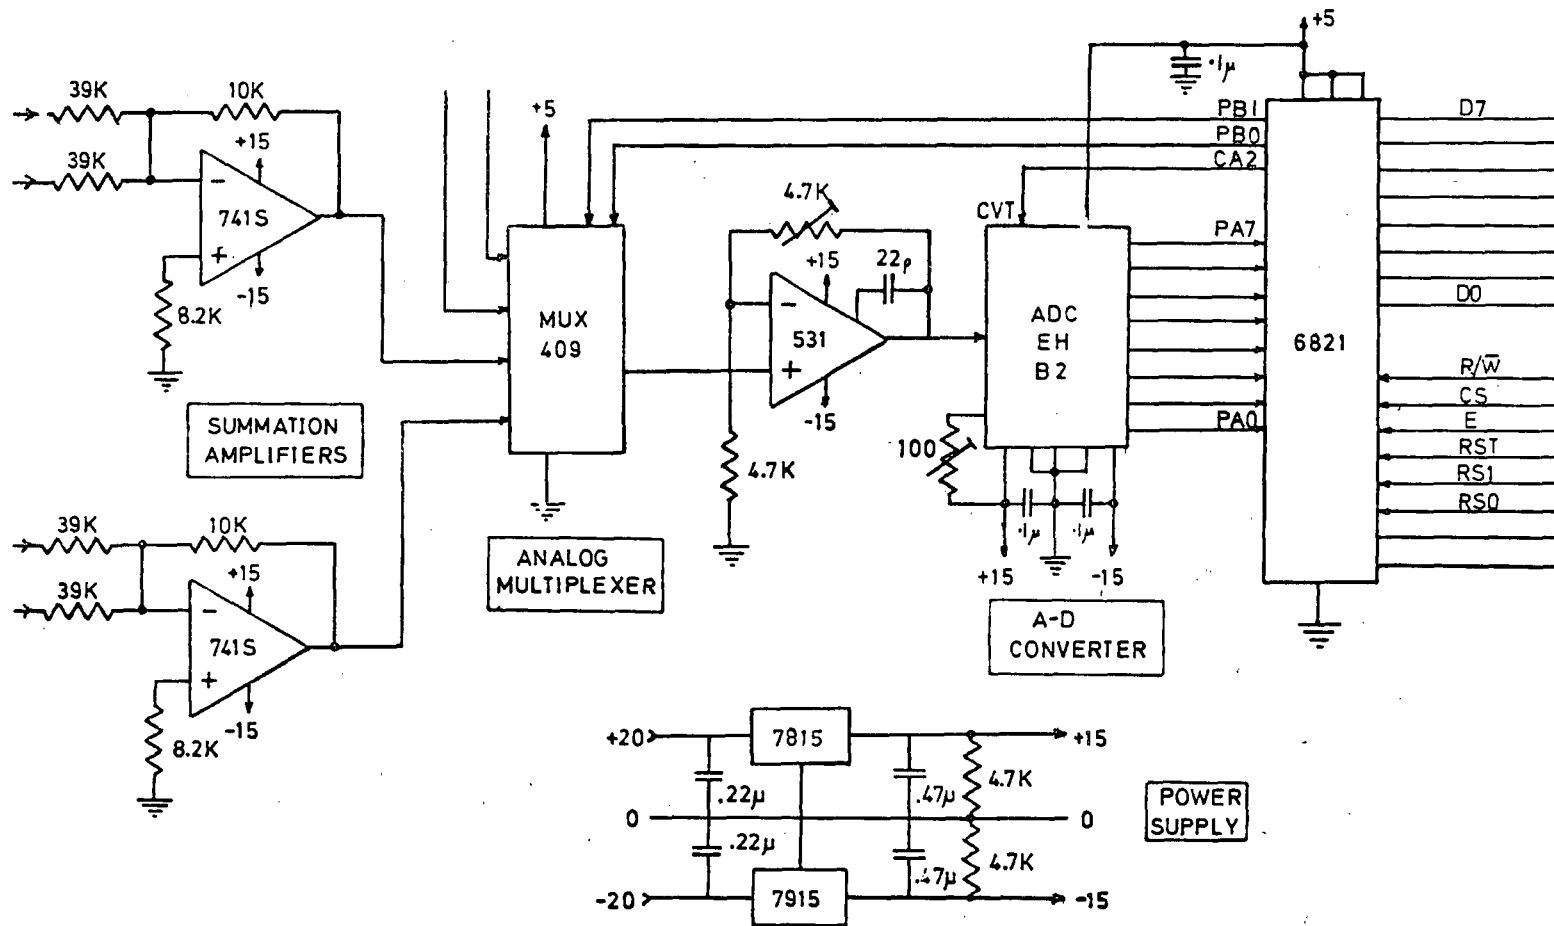 +5
39K
10K
.1µ
+5
PB1
D7
+15
PB0
39K
CA2
4.7K
741S
CVT
PA7
+15
22p
-15
8.2K
MUX
409
ADC
EH
B2
D0
531
6821
R/W̅
-15
CS
PA0
E
SUMMATION
AMPLIFIERS
100
4.7K
RST
RS1
RS0
39K
10K
.1µ
.1µ
ANALOG
MULTIPLEXER
+15
-15
+15
39K
A-D
CONVERTER
741S
-15
8.2K
+20
7815
+15
4.7K
.22µ
.47µ
POWER
SUPPLY
0
0
.22µ
4.7K
.47µ
-20
7915
-15